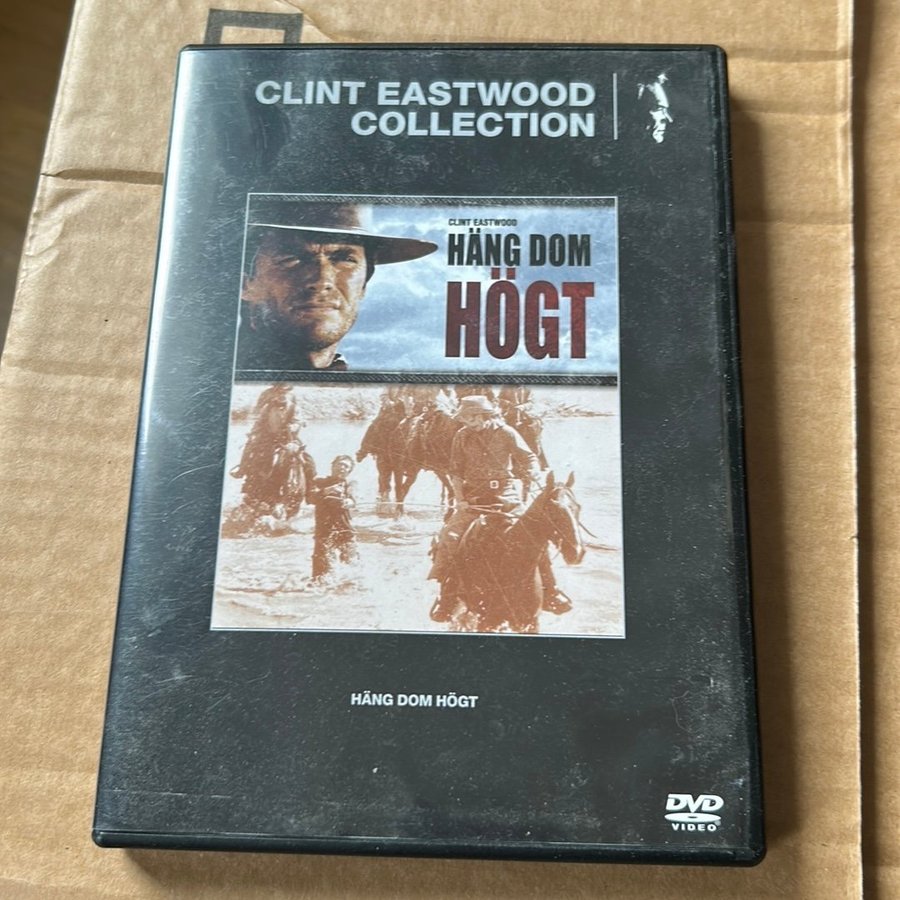 CLINT EASTWOOD
COLLECTION
CLINT EASTWOOD
HÄNG DOM
HÖGT
HÄNG DOM HÖGT
DVD
VIDEO